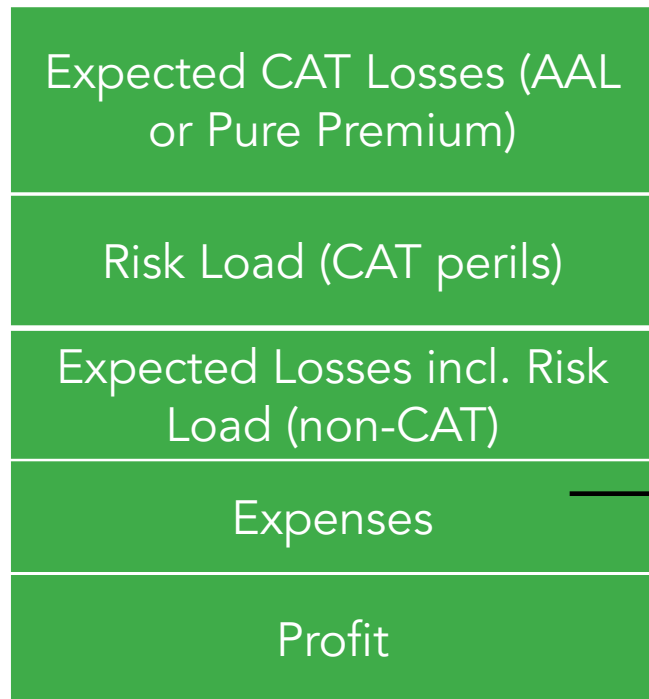 Expected CAT Losses (AAL
or Pure Premium)
Risk Load (CAT perils)
Expected Losses incl. Risk
Load (non-CAT)
Expenses
Profit